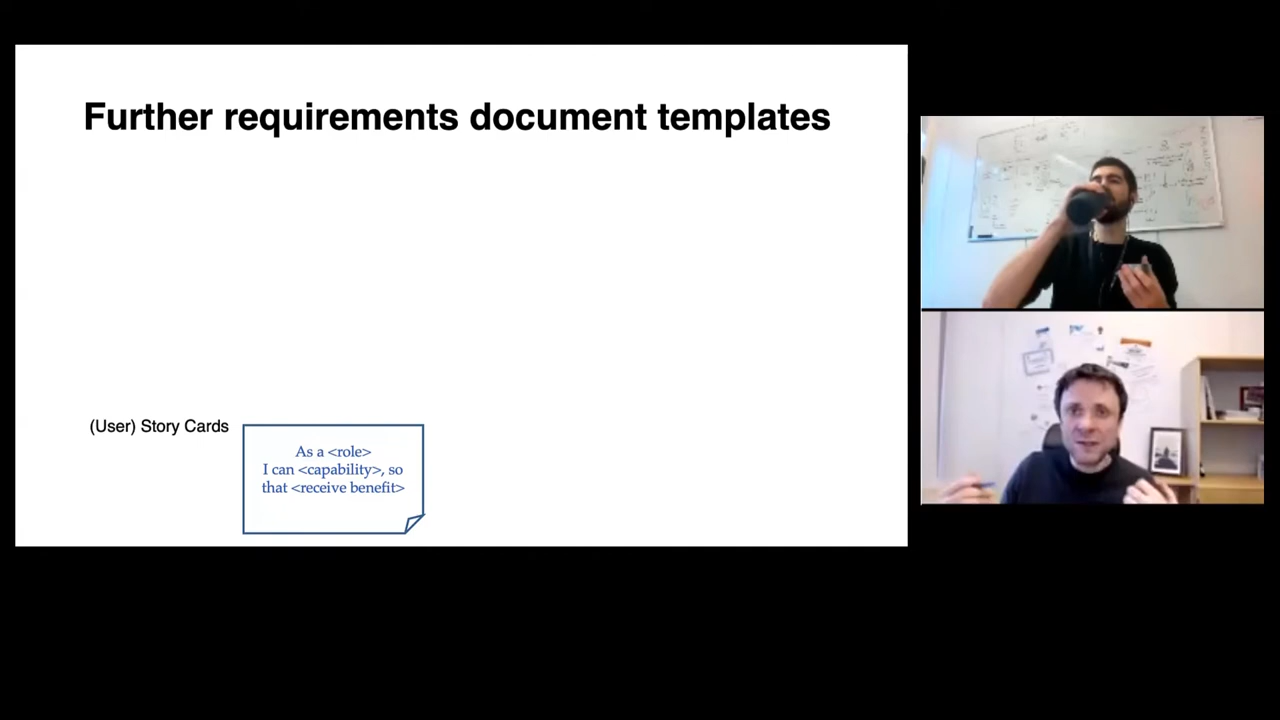 Further requirements document templates
(User) Story Cards
As a <role>
I can <capability>, so
that <receive benefit>